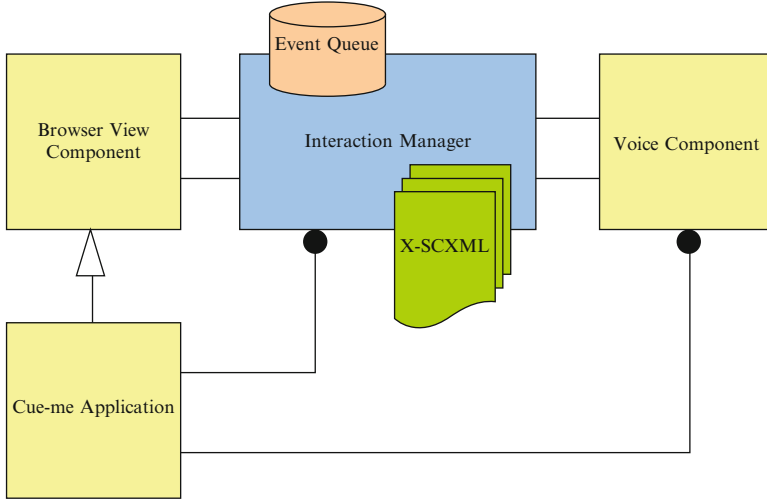 Event Queue
Browser View
Component
Interaction Manager
Voice Component
X-SCXML
Cue-me Application